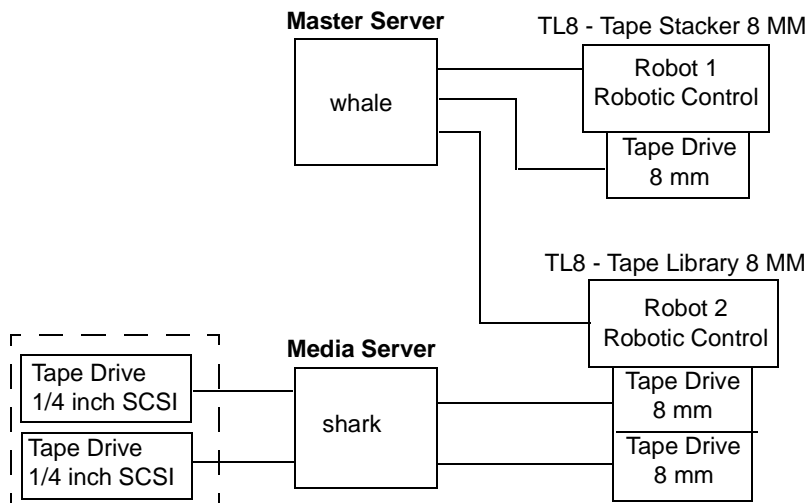 Master Server
whale
TL8 - Tape Stacker 8 MM
Robot 1
Robotic Control
Tape Drive
8 mm
TL8 - Tape Library 8 MM
Robot 2
Robotic Control
Tape Drive
8 mm
Tape Drive
8 mm
Media Server
shark
Tape Drive
1/4 inch SCSI
Tape Drive
1/4 inch SCSI